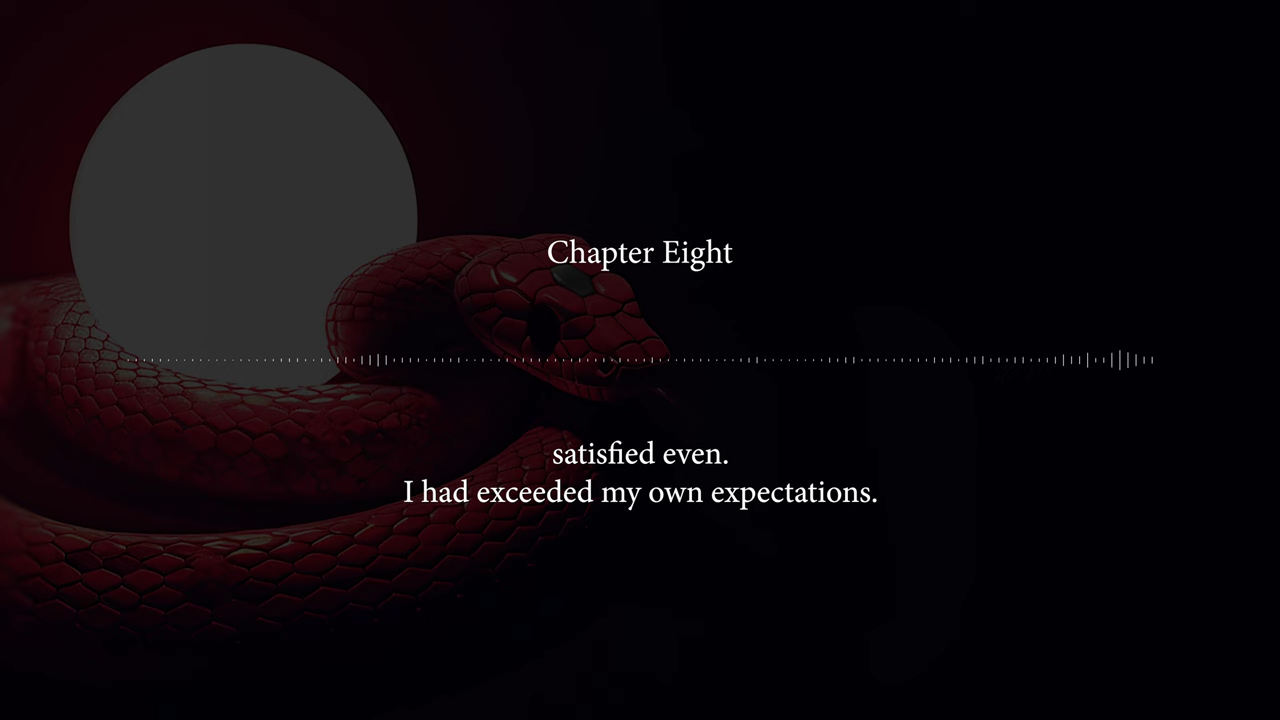 Chapter Eight
satisfied even.
I had exceeded my own expectations.